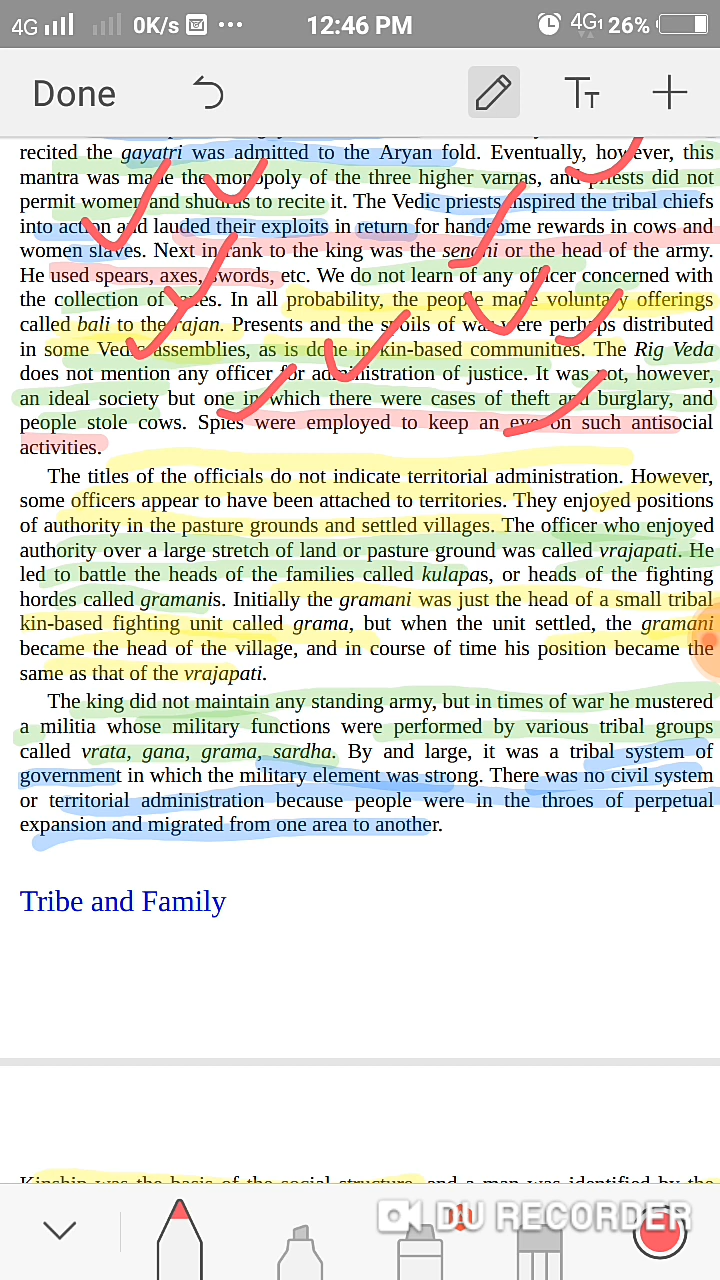 4G 0K/s ••• 12:46 PM 4G1 26%
Done TT
recited the gayatri was admitted to the Aryan fold. Eventually, however, this
mantra was made the monopoly of the three higher varnas, and priests did not
permit women and shudras to recite it. The Vedic priests inspired the tribal chiefs
into action and lauded their exploits in return for handsome rewards in cows and
women slaves. Next in rank to the king was the senani or the head of the army.
He used spears, axes, swords, etc. We do not learn of any officer concerned with
the collection of taxes. In all probability, the people made voluntary offerings
called bali to the rajan. Presents and the spoils of war were perhaps distributed
in some Vedic assemblies, as is done in kin-based communities. The Rig Veda
does not mention any officer for administration of justice. It was not, however,
an ideal society but one in which there were cases of theft and burglary, and
people stole cows. Spies were employed to keep an eye on such antisocial
activities.
The titles of the officials do not indicate territorial administration. However,
some officers appear to have been attached to territories. They enjoyed positions
of authority in the pasture grounds and settled villages. The officer who enjoyed
authority over a large stretch of land or pasture ground was called vrajapati. He
led to battle the heads of the families called kulapas, or heads of the fighting
hordes called gramanis. Initially the gramani was just the head of a small tribal
kin-based fighting unit called grama, but when the unit settled, the gramani
became the head of the village, and in course of time his position became the
same as that of the vrajapati.
The king did not maintain any standing army, but in times of war he mustered
a militia whose military functions were performed by various tribal groups
called vrata, gana, grama, sardha. By and large, it was a tribal system of
government in which the military element was strong. There was no civil system
or territorial administration because people were in the throes of perpetual
expansion and migrated from one area to another.
Tribe and Family
Kinship was the basis of the social structure, and a man was identified by the
DU RECORDER